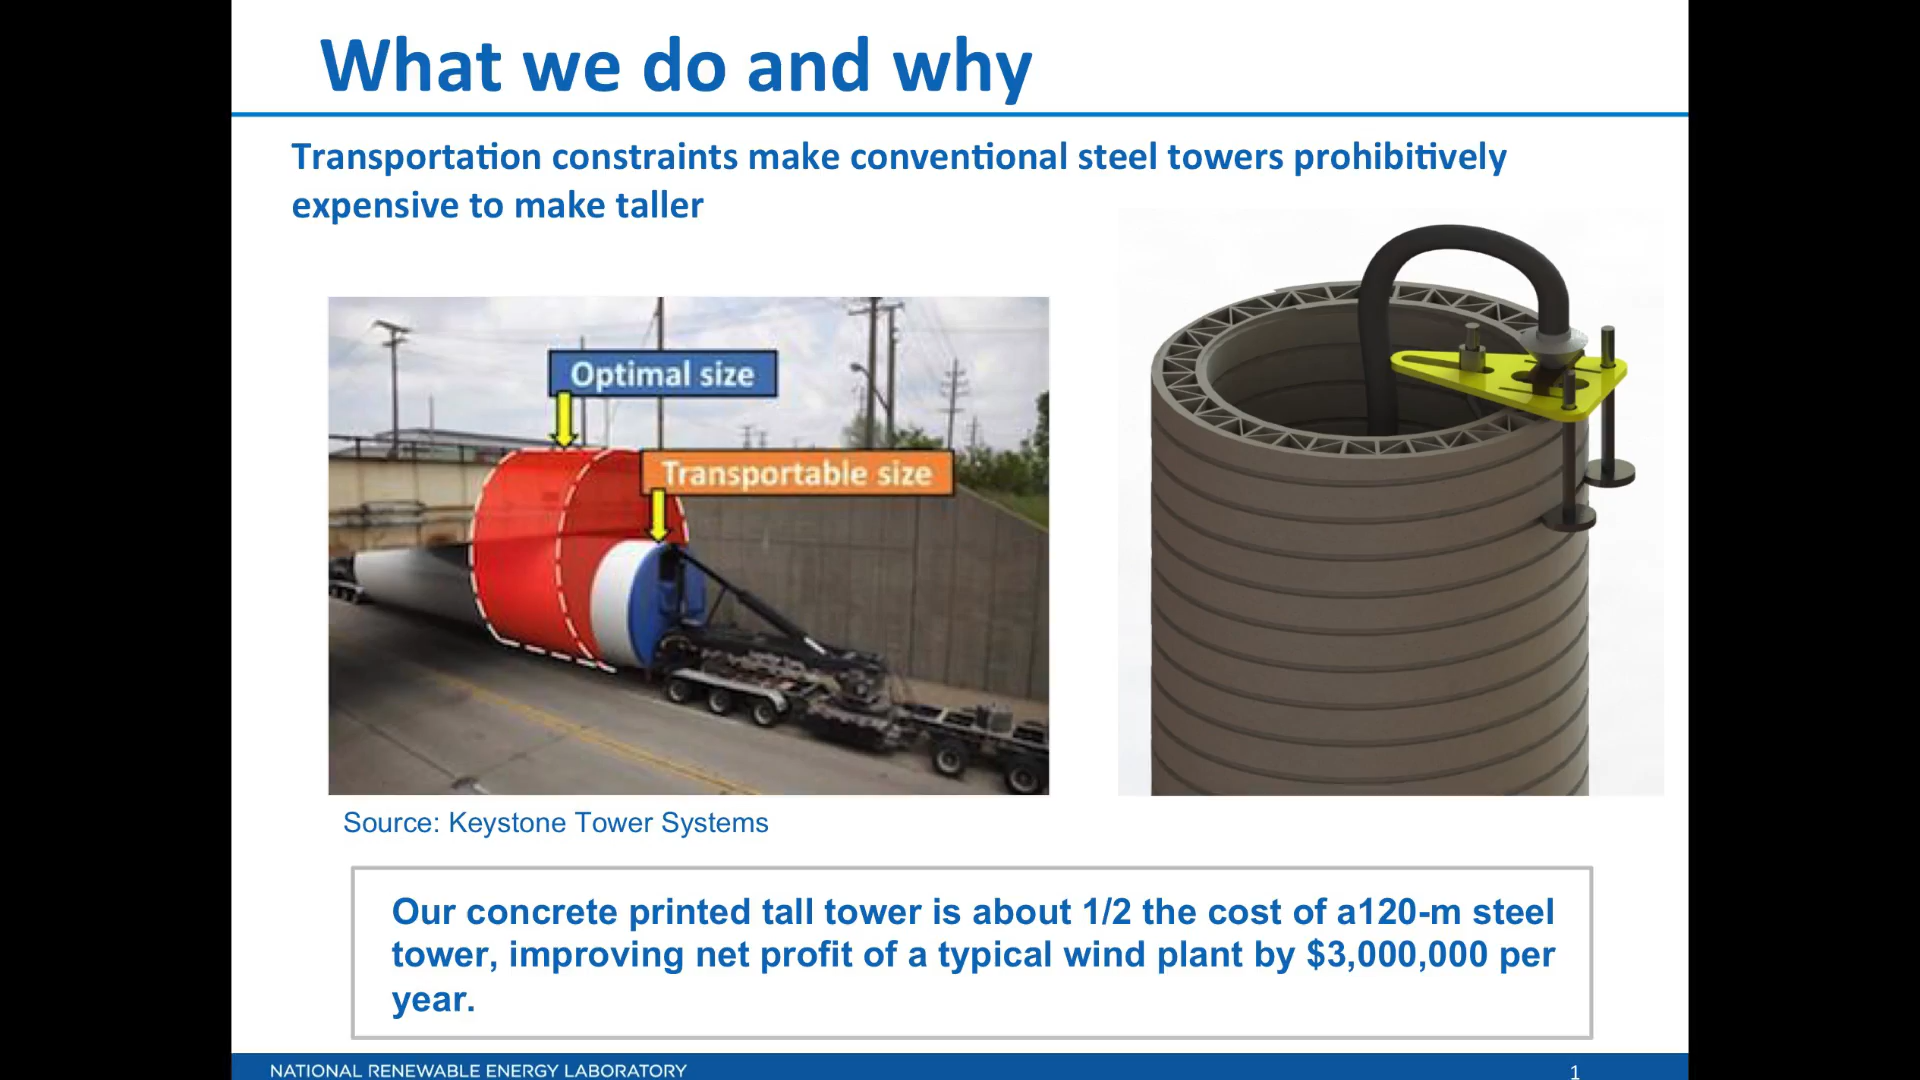 What we do and why
Transportation constraints make conventional steel towers prohibitively
expensive to make taller
Optimal size
Transportable size
Source: Keystone Tower Systems
Our concrete printed tall tower is about 1/2 the cost of a120-m steel
tower, improving net profit of a typical wind plant by $3,000,000 per
year.
NATIONAL RENEWABLE ENERGY LABORATORY
1